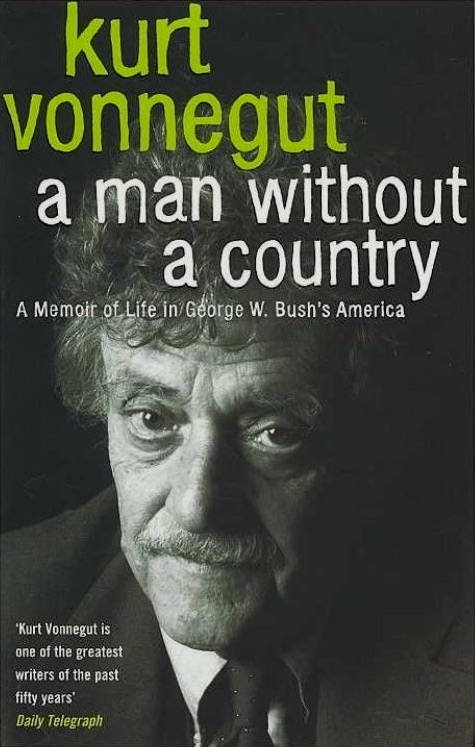 kurt
vonnegut
a man without
a country
A Memoir of Life in George W. Bush's America
'Kurt Vonnegut is
one of the greatest
writers of the past
fifty years'
Daily Telegraph